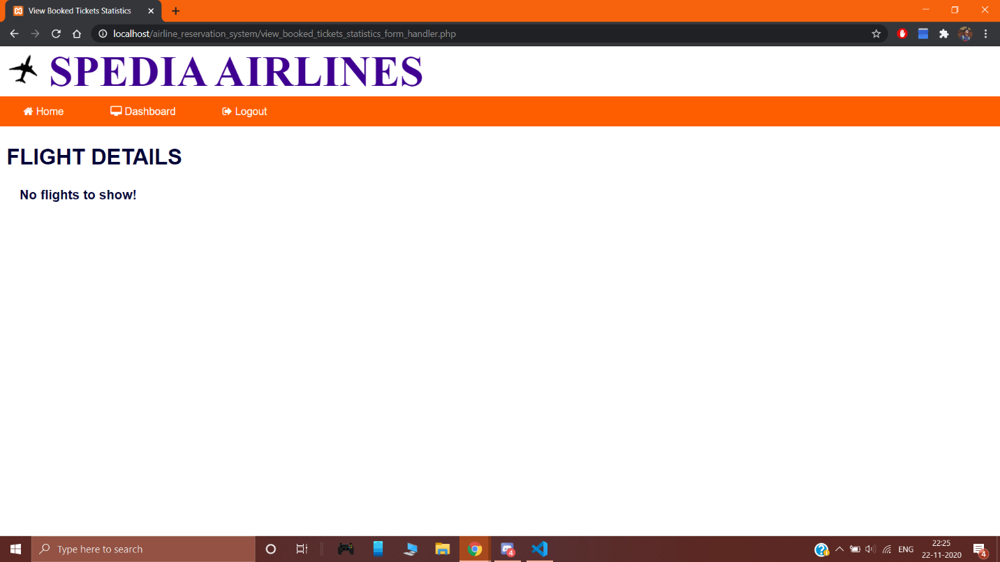 View Booked Tickets Statistics
localhost/airline_reservation_system/view_booked_tickets_statistics_form_handler.php
SPEDIA AIRLINES
Home Dashboard Logout
FLIGHT DETAILS
No flights to show!
Type here to search
4
ENG
22:25
22-11-2020
4